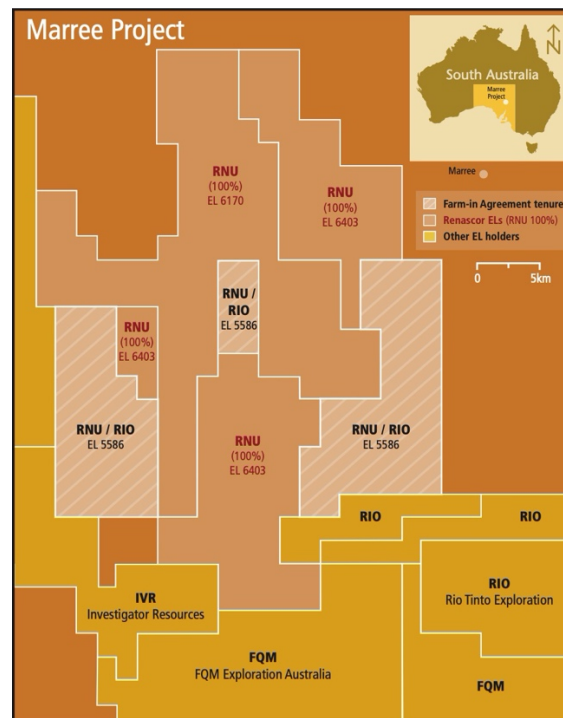 Marree Project
N
South Australia
Marree
Project
Marree
Farm-in Agreement tenure
Renascor ELs (RNU 100%)
Other EL holders
0
5km
RNU
(100%)
EL 6170
RNU
(100%)
EL 6403
RNU /
RIO
EL 5586
RNU
(100%)
EL 6403
RNU / RIO
EL 5586
RNU
(100%)
EL 6403
RNU / RIO
EL 5586
RIO
RIO
IVR
Investigator Resources
RIO
Rio Tinto Exploration
FQM
FQM Exploration Australia
FQM